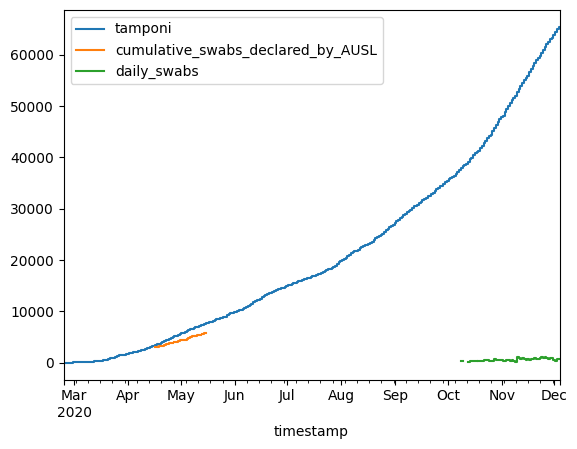 tamponi
cumulative_swabs_declared_by_AUSL
daily_swabs
60000
50000
40000
30000
20000
10000
0
Mar Apr May Jun Jul Aug Sep Oct Nov Dec
2020
timestamp